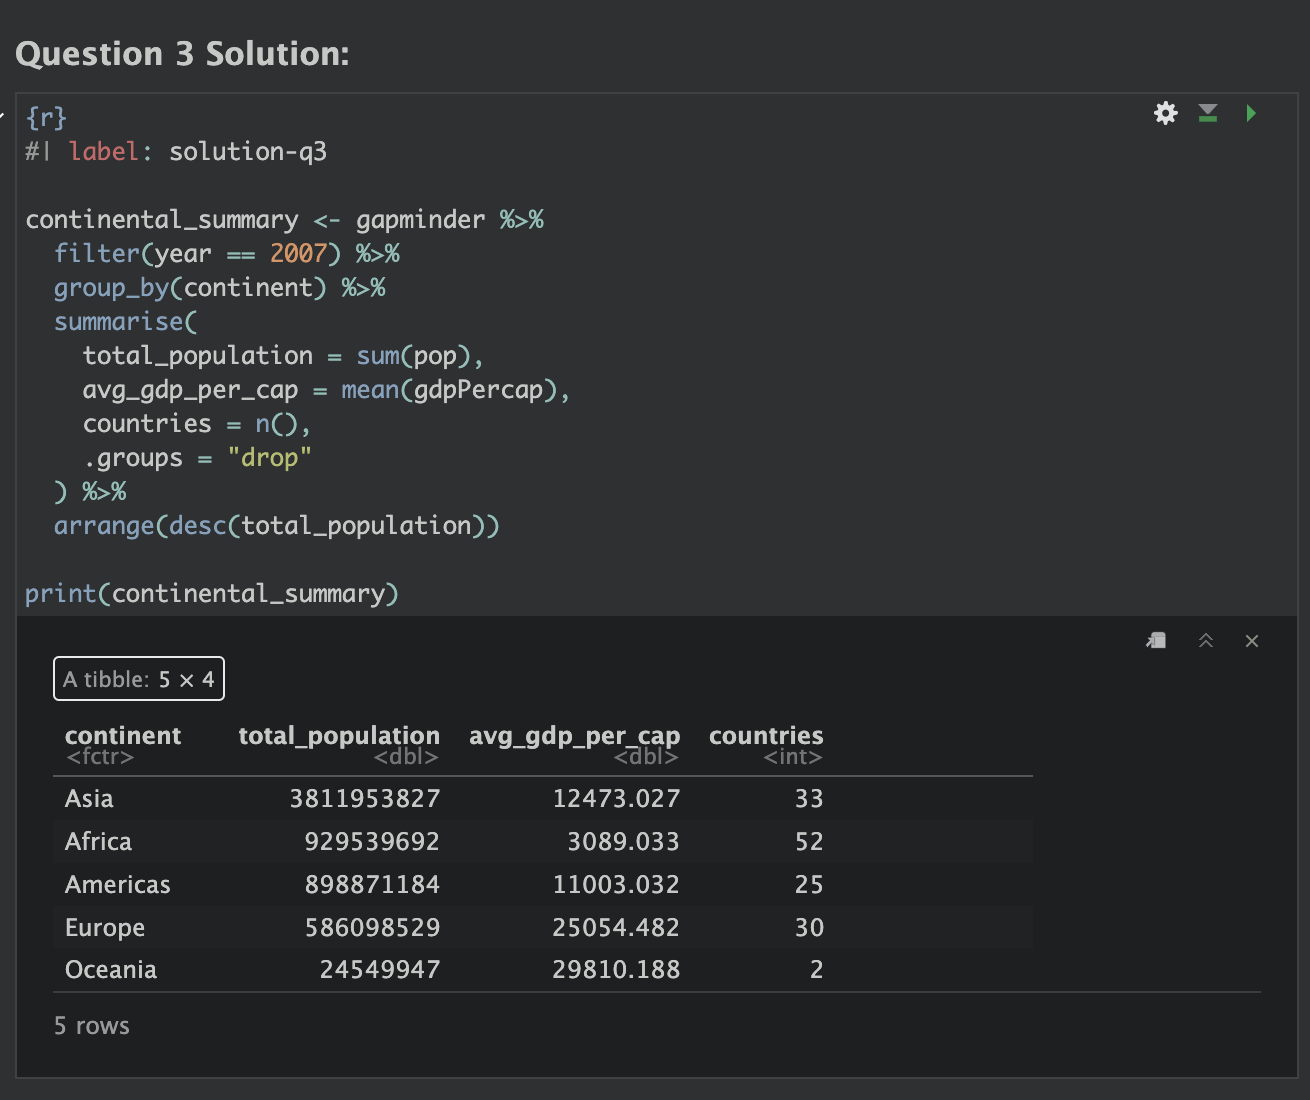 Question 3 Solution:
{r}
#| label: solution-q3
continental_summary <- gapminder %>%
  filter(year == 2007) %>%
  group_by(continent) %>%
  summarise(
    total_population = sum(pop),
    avg_gdp_per_cap = mean(gdpPercap),
    countries = n(),
    .groups = "drop"
  ) %>%
  arrange(desc(total_population))
print(continental_summary)
A tibble: 5 × 4
continent total_population avg_gdp_per_cap countries
<fctr> <dbl> <dbl> <int>
Asia 3811953827 12473.027 33
Africa 929539692 3089.033 52
Americas 898871184 11003.032 25
Europe 586098529 25054.482 30
Oceania 24549947 29810.188 2
5 rows